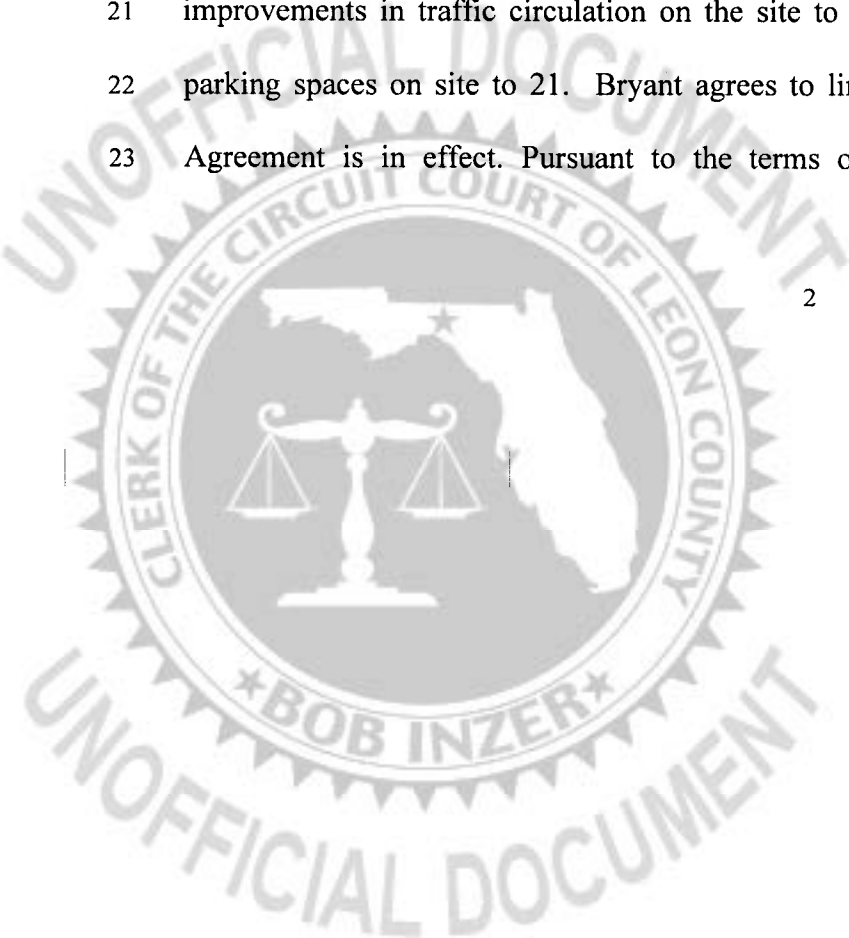 21 improvements in traffic circulation on the site to
22 parking spaces on site to 21. Bryant agrees to
23 Agreement is in effect. Pursuant to the terms
2
UNOFFICIAL DOCUMENT
CLERK OF THE CIRCUIT COURT OF LEON COUNTY
★BOB INZER★
UNOFFICIAL DOCUMENT